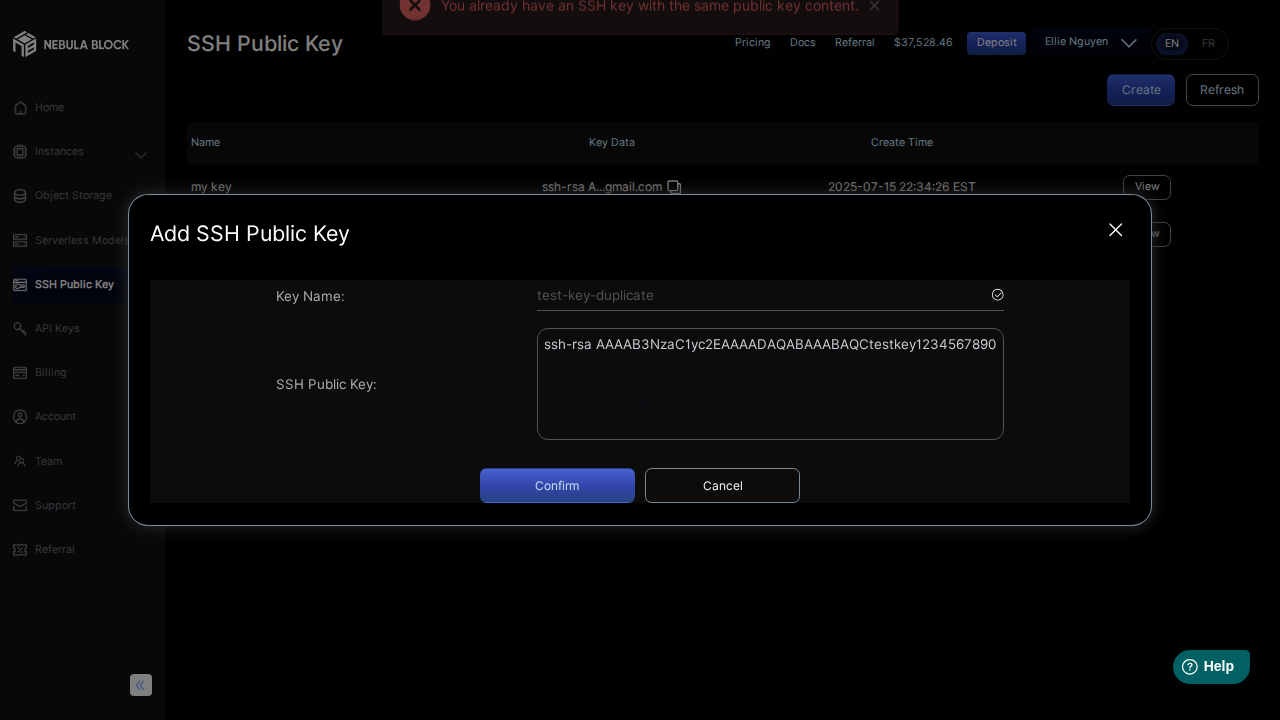 You already have an SSH key with the same public key content.
NEBULA BLOCK
SSH Public Key
Pricing
Docs
Referral
$37,528.46
Deposit
Ellie Nguyen
EN
FR
Create
Refresh
Home
Instances
Object Storage
Serverless Models
SSH Public Key
API Keys
Billing
Account
Team
Support
Referral
Name
Key Data
Create Time
my key
ssh-rsa A...gmail.com
2025-07-15 22:34:26 EST
View
Add SSH Public Key
Key Name:
test-key-duplicate
SSH Public Key:
ssh-rsa AAAAB3NzaC1yc2EAAAADAQABAAABAQCtestkey1234567890
Confirm
Cancel
Help